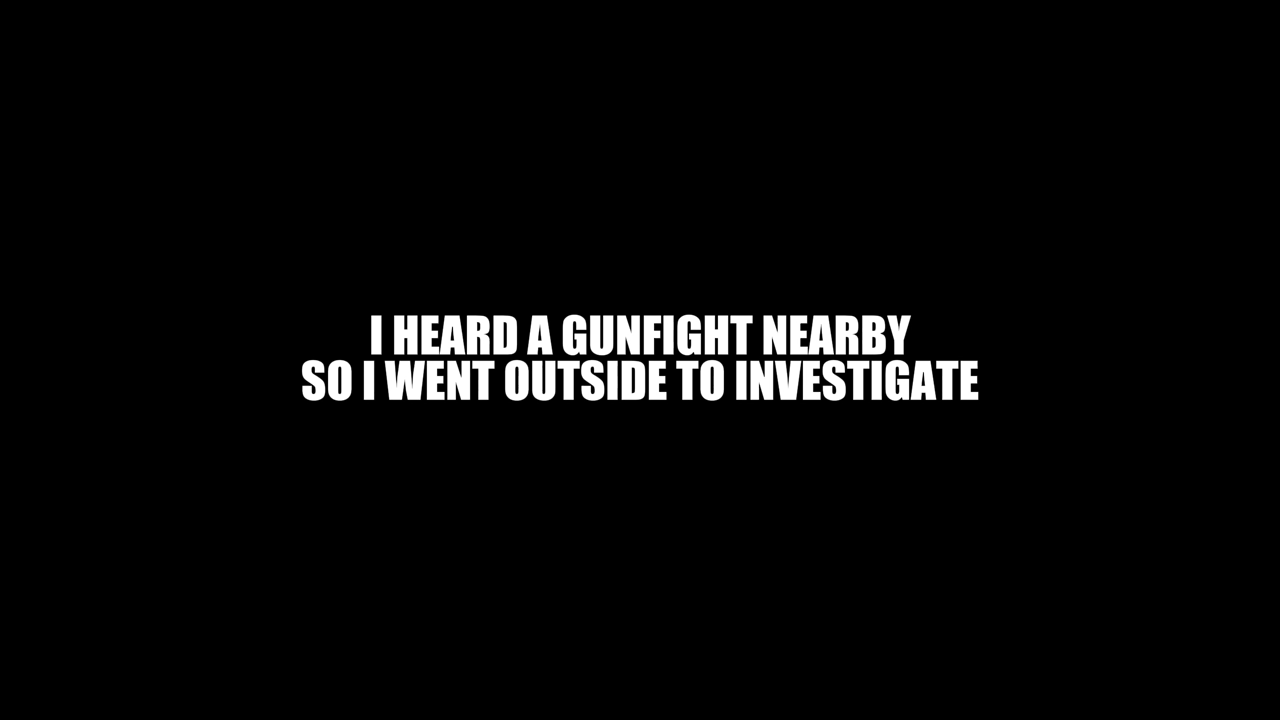 I HEARD A GUNFIGHT NEARBY
SO I WENT OUTSIDE TO INVESTIGATE